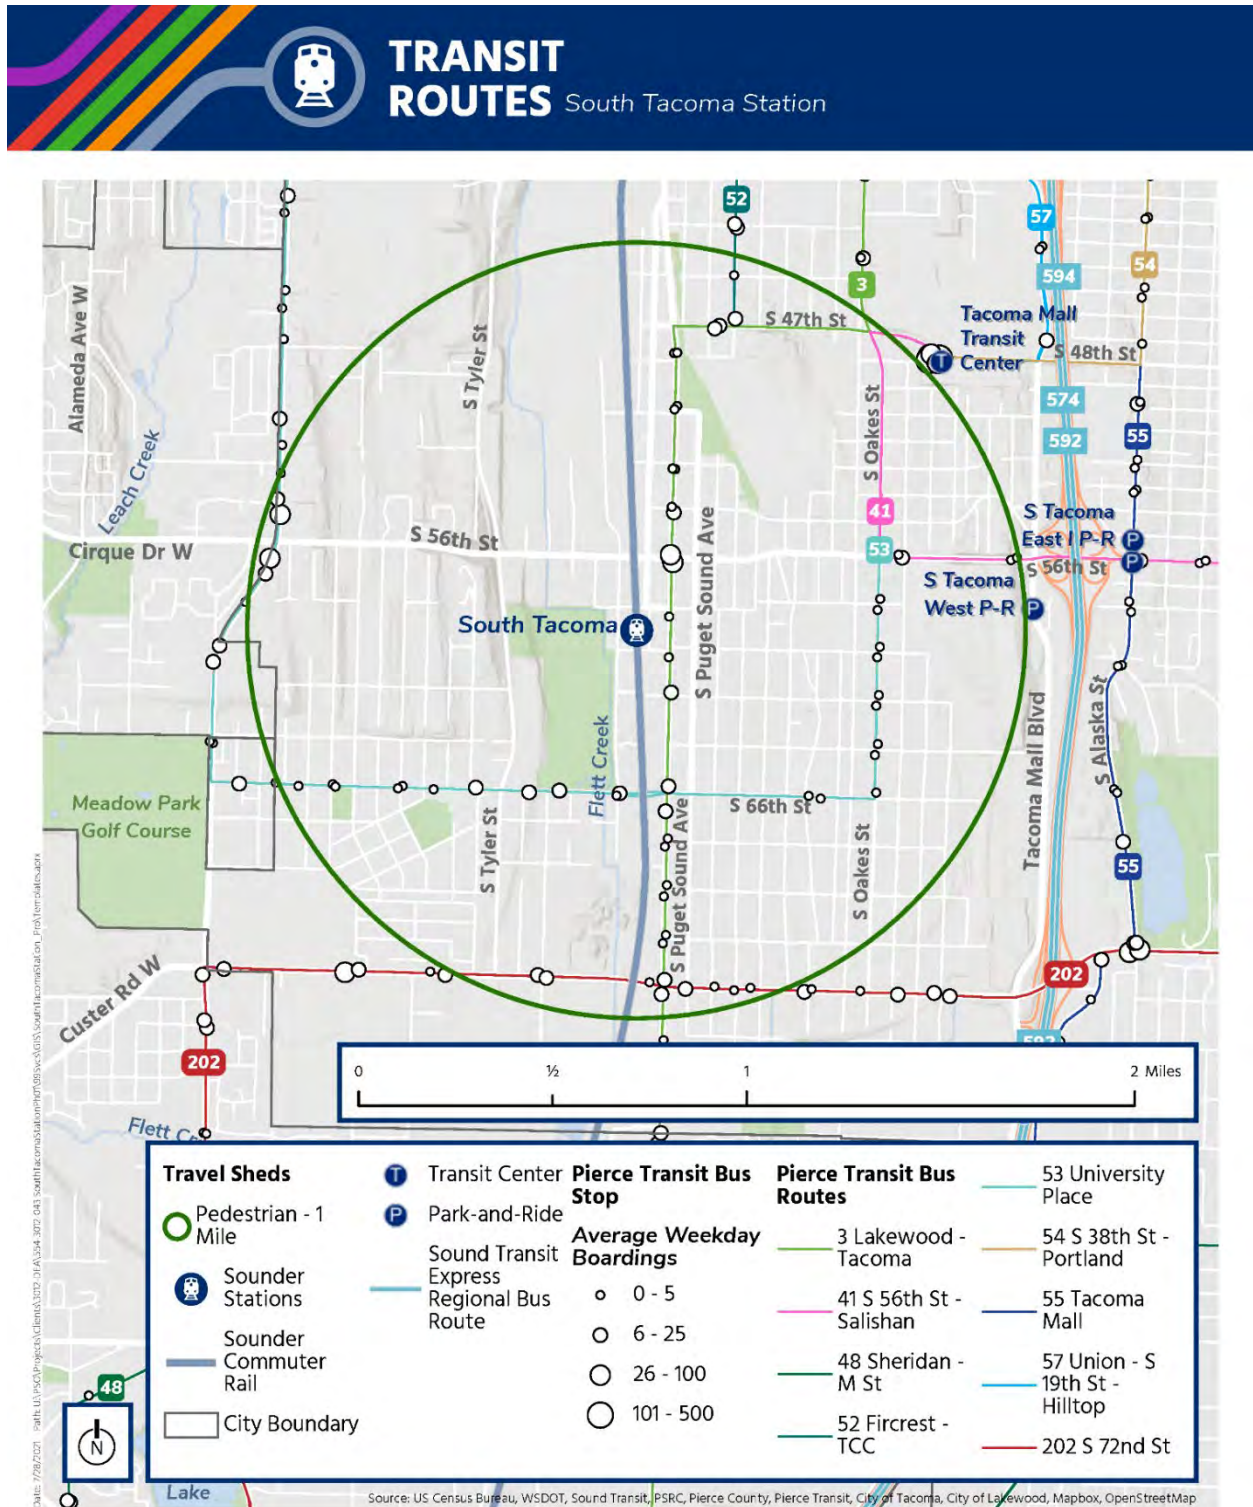 TRANSIT
ROUTES South Tacoma Station
52
57
54
594
3
Tacoma Mall
Transit
Center
S 47th St
S 48th St
Alameda Ave W
S Tyler St
574
592
55
S Oakes St
Leach Creek
41
S Tacoma
East I P-R
Cirque Dr W
S 56th St
53
S 56th St
S Tacoma
West P-R
South Tacoma
S Puget Sound Ave
Flett Creek
Tacoma Mall Blvd
S Alaska St
Meadow Park
Golf Course
S 66th St
S Tyler St
S Puget Sound Ave
S Oakes St
55
Custer Rd W
202
202
592
0
½
1
2 Miles
Flett Cr
48
N
Lake
Travel Sheds
Pedestrian - 1
Mile
Sounder
Stations
Sounder
Commuter
Rail
City Boundary
T
Transit Center
P
Park-and-Ride
Sound Transit
Express
Regional Bus
Route
Pierce Transit Bus
Stop
Average Weekday
Boardings
0 - 5
6 - 25
26 - 100
101 - 500
Pierce Transit Bus
Routes
3 Lakewood -
Tacoma
41 S 56th St -
Salishan
48 Sheridan -
M St
52 Fircrest -
TCC
53 University
Place
54 S 38th St -
Portland
55 Tacoma
Mall
57 Union - S
19th St -
Hilltop
202 S 72nd St
Source: US Census Bureau, WSDOT, Sound Transit, PSRC, Pierce County, Pierce Transit, City of Tacoma, City of Lakewood, Mapbox, OpenStreetMap
Date: 7/28/2021